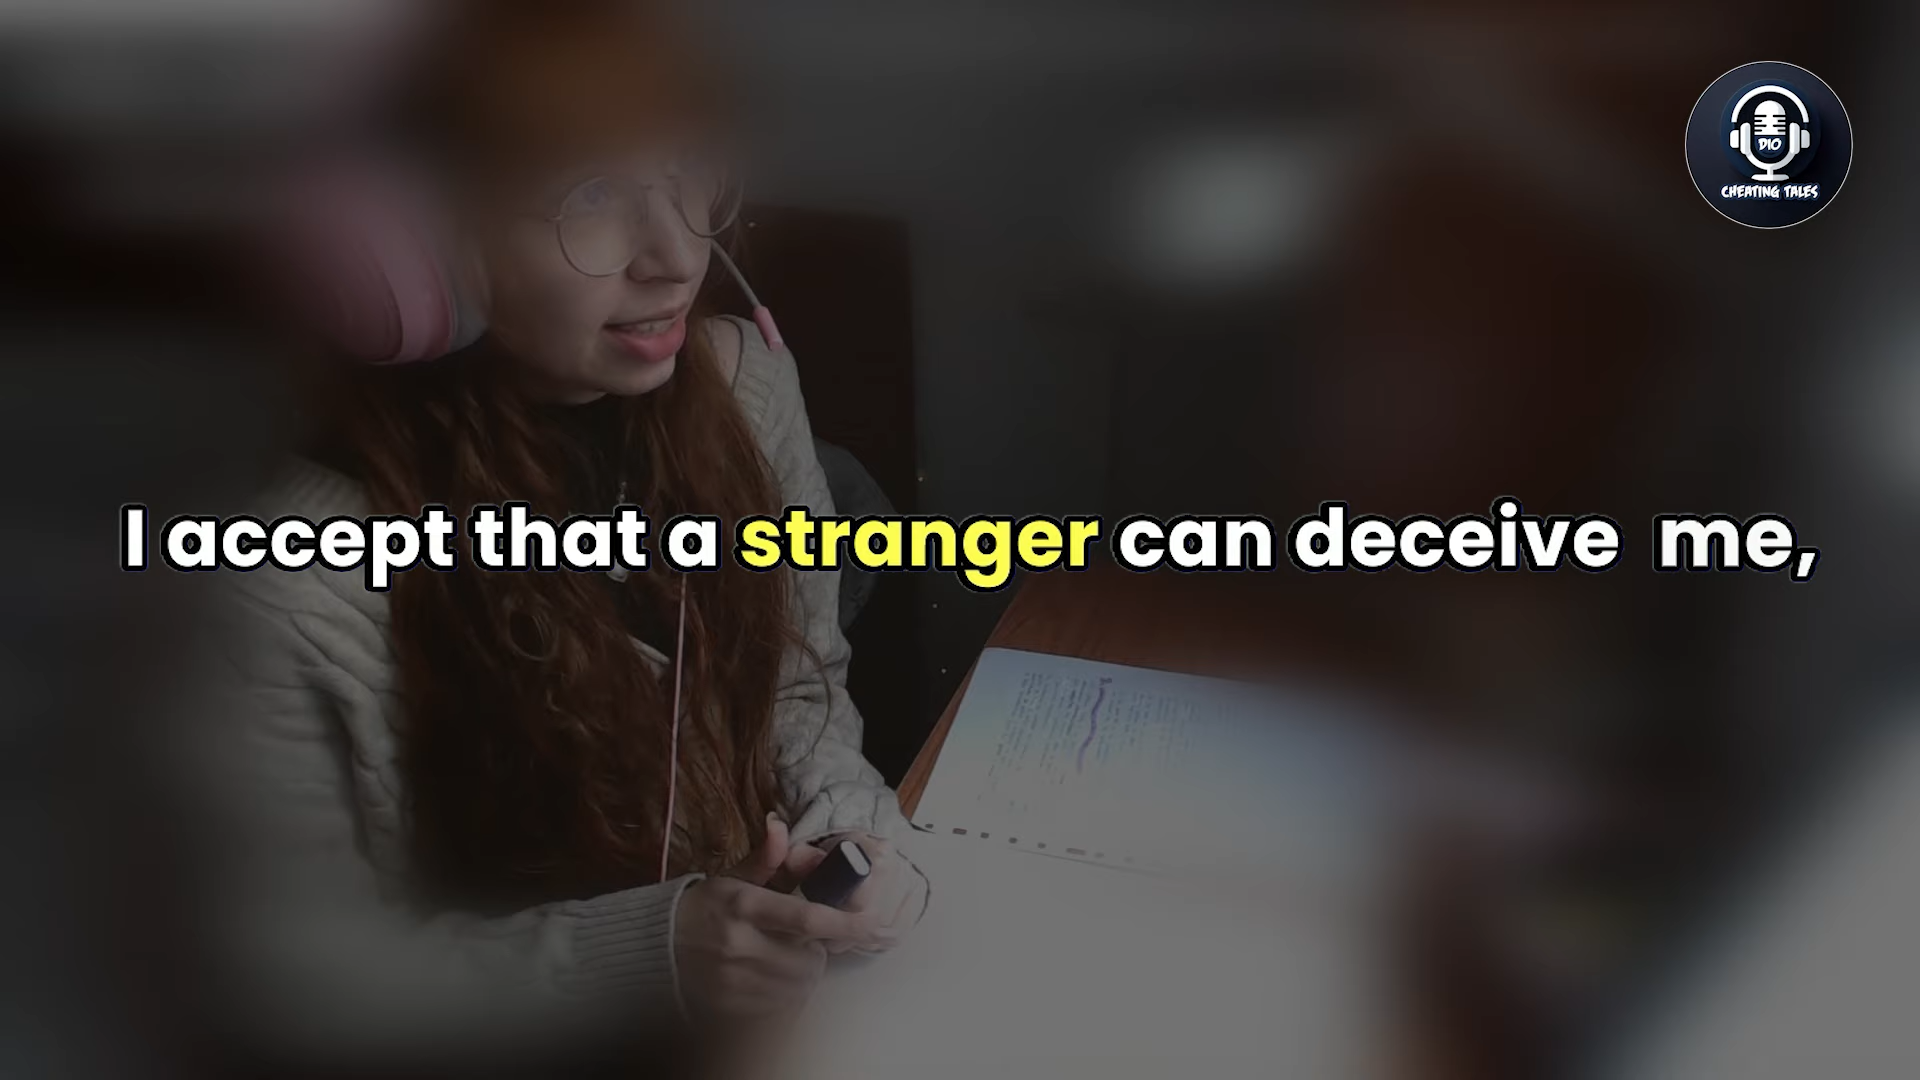 DIO
CHEATING TALES
I accept that a stranger can deceive me,